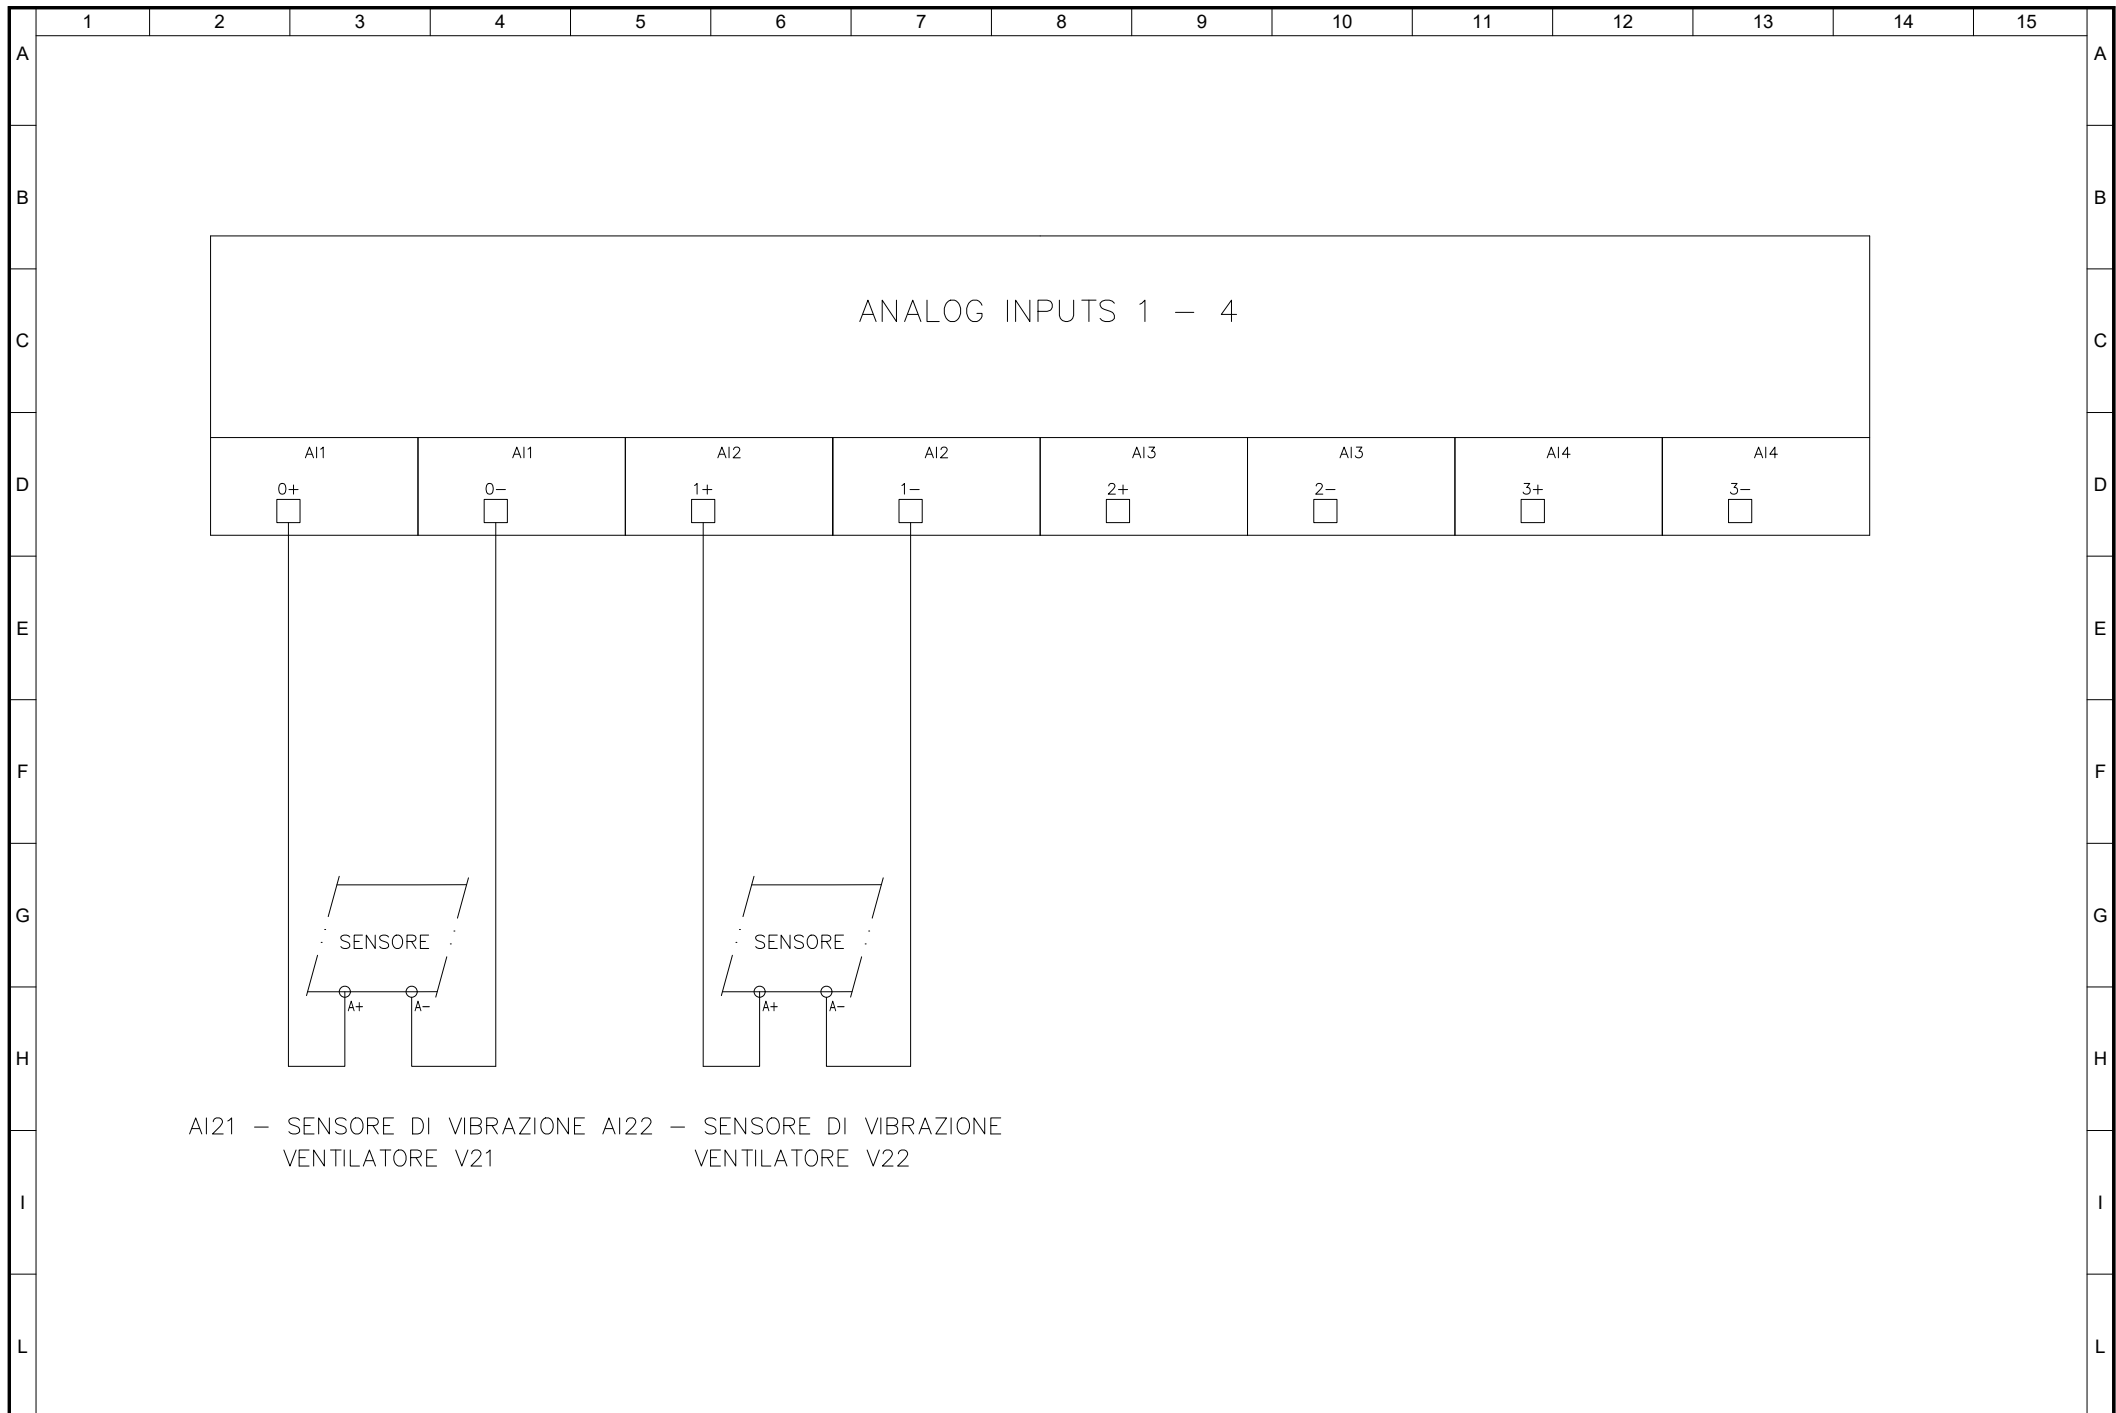 1 2 3 4 5 6 7 8 9 10 11 12 13 14 15
A A
B B
ANALOG INPUTS 1 – 4
C C
AI1 AI1 AI2 AI2 AI3 AI3 AI4 AI4
D 0+ 0– 1+ 1– 2+ 2– 3+ 3– D
E E
F F
G G
SENSORE SENSORE
A+ A– A+ A–
H H
AI21 – SENSORE DI VIBRAZIONE AI22 – SENSORE DI VIBRAZIONE
VENTILATORE V21 VENTILATORE V22
I I
L L